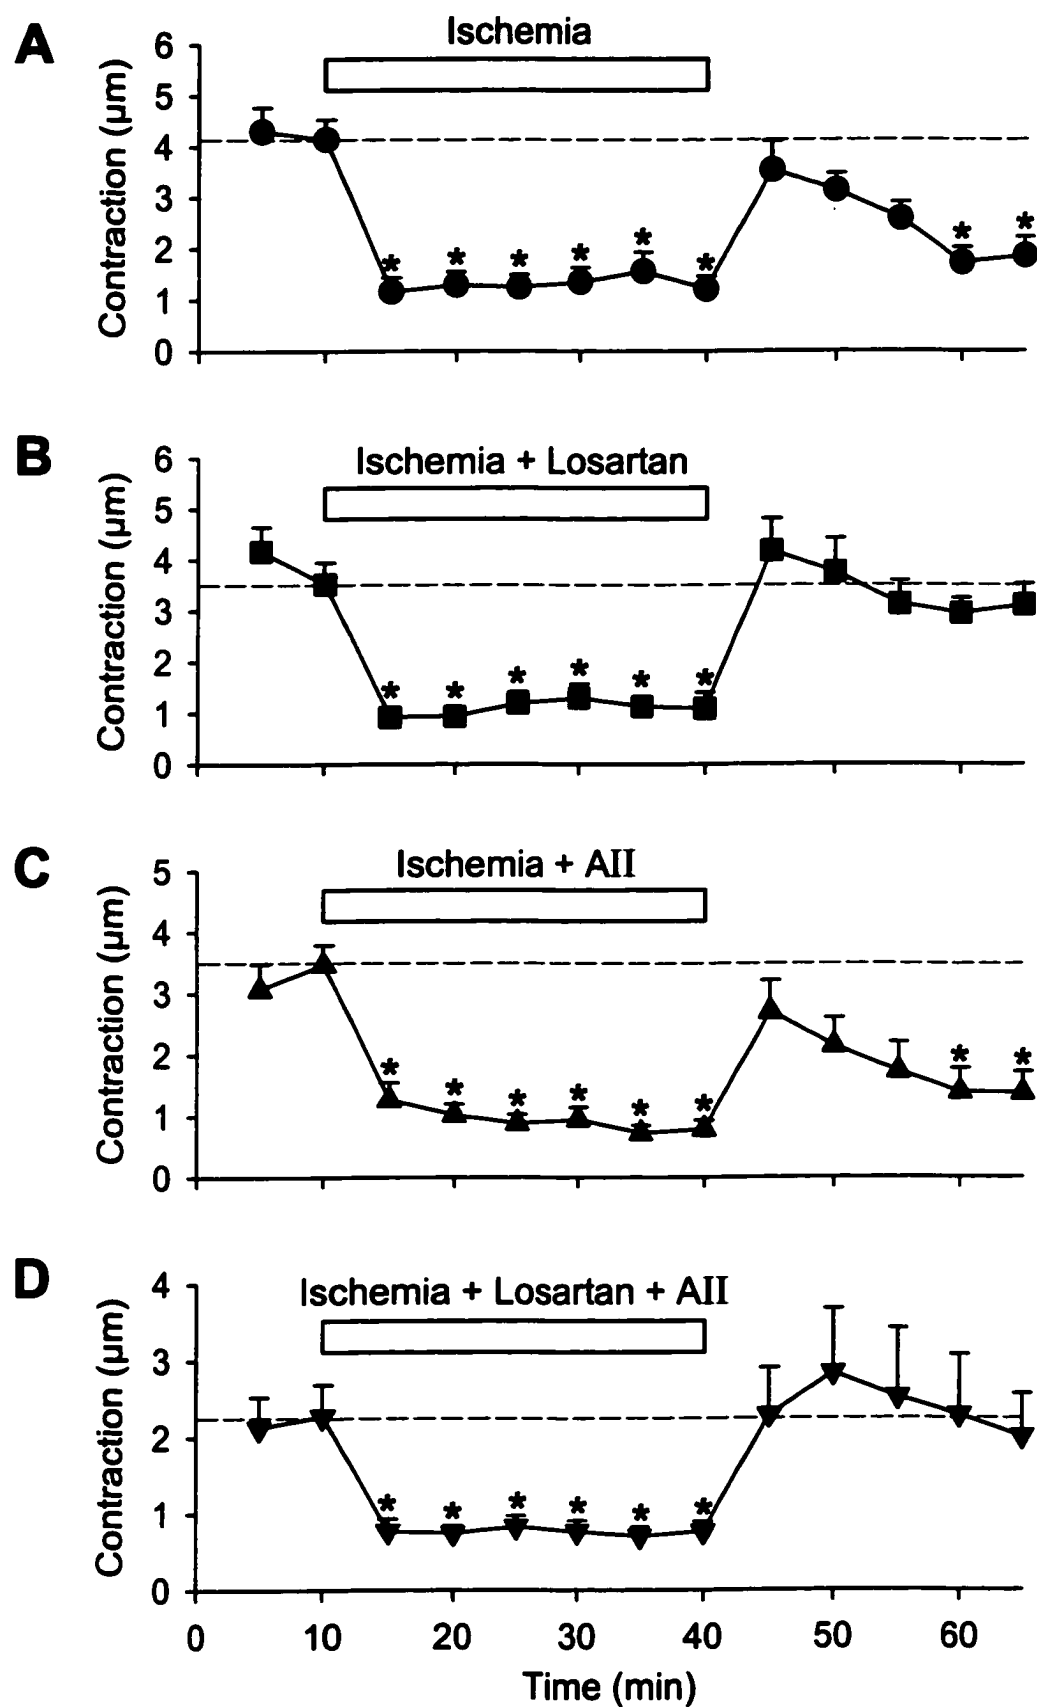 A
Ischemia
Contraction (µm)
6
5
4
3
2
1
0
* * * * * * * *
B
Ischemia + Losartan
Contraction (µm)
6
5
4
3
2
1
0
* * * * * *
C
Ischemia + AII
Contraction (µm)
5
4
3
2
1
0
* * * * * * * *
D
Ischemia + Losartan + AII
Contraction (µm)
4
3
2
1
0
* * * * * *
0 10 20 30 40 50 60
Time (min)